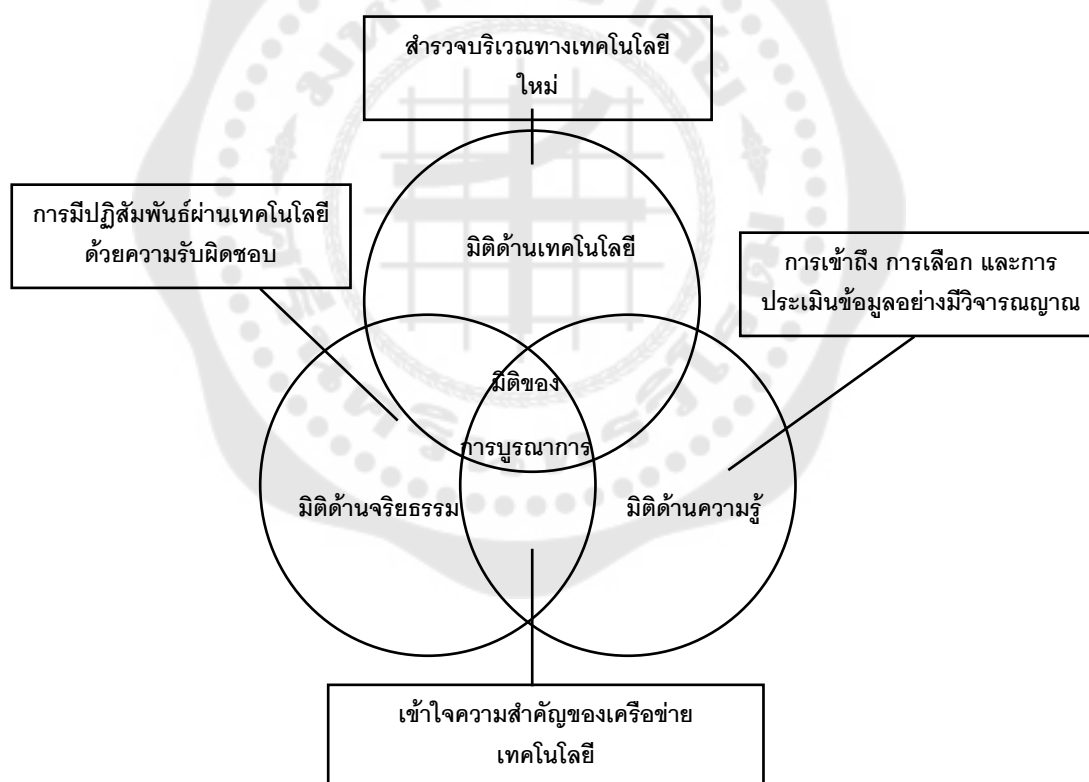 สำรวจบริเวณทางเทคโนโลยี
ใหม่
การมีปฏิสัมพันธ์ผ่านเทคโนโลยี
ด้วยความรับผิดชอบ
มิติด้านเทคโนโลยี
การเข้าถึง การเลือก และการ
ประเมินข้อมูลอย่างมีวิจารณญาณ
มิติของ
การบูรณาการ
มิติด้านจริยธรรม
มิติด้านความรู้
เข้าใจความสำคัญของเครือข่าย
เทคโนโลยี